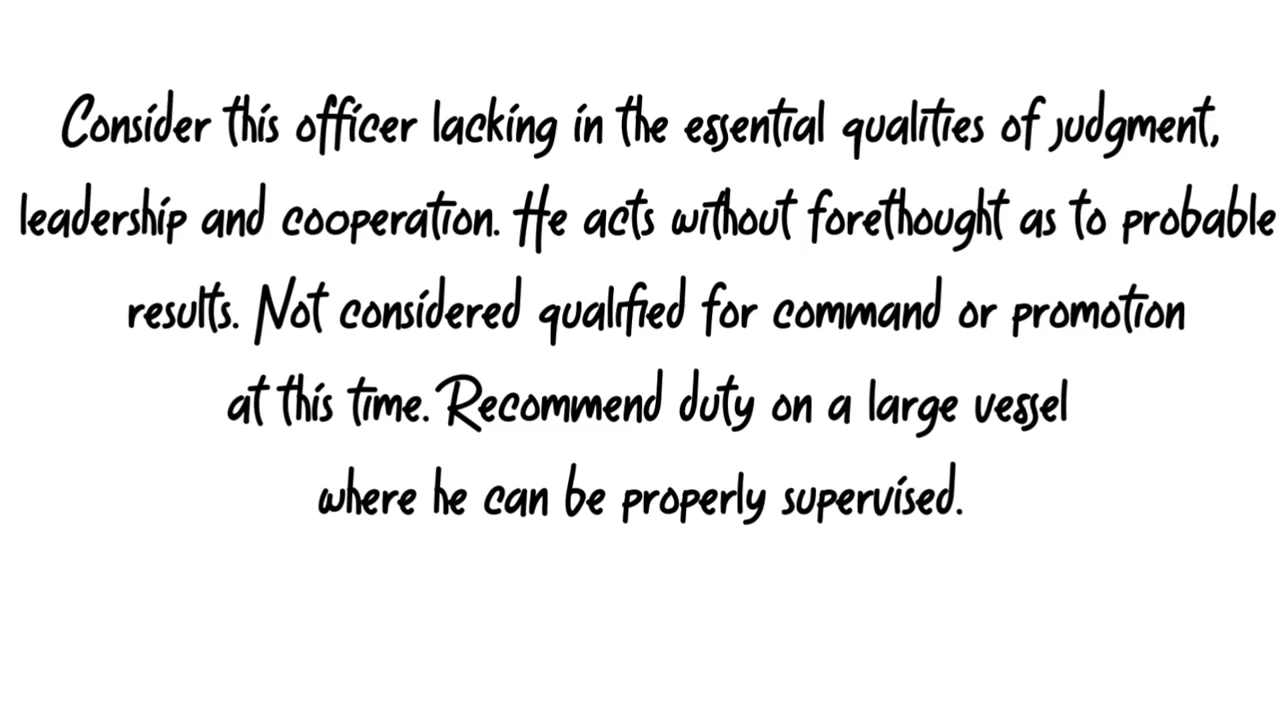 Consider this officer lacking in the essential qualities of judgment,
leadership and cooperation. He acts without forethought as to probable
results. Not considered qualified for command or promotion
at this time. Recommend duty on a large vessel
where he can be properly supervised.